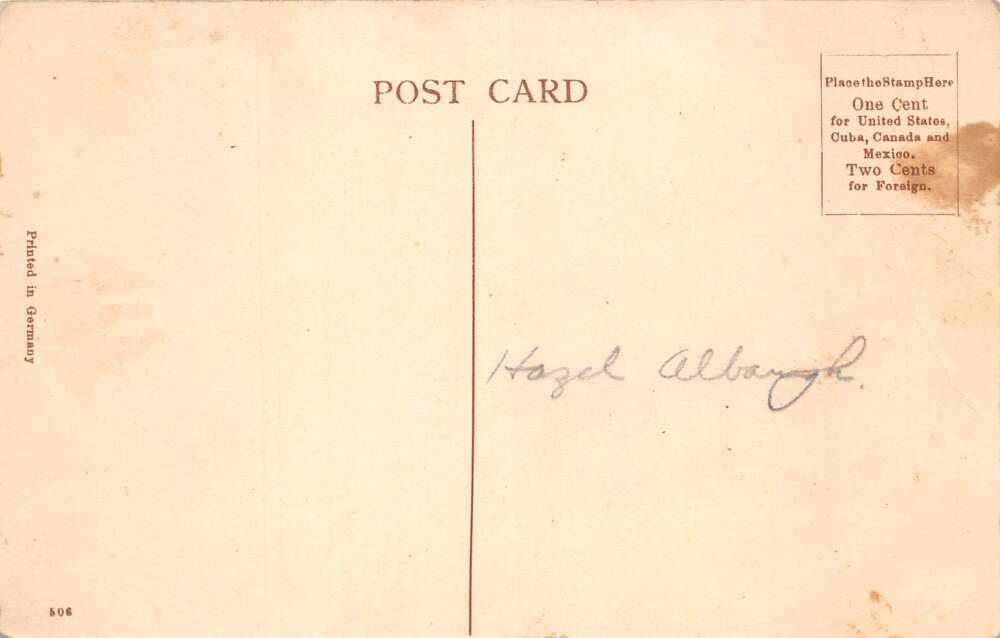 POST CARD
Place the Stamp Here
One Cent
for United States,
Cuba, Canada and
Mexico.
Two Cents
for Foreign.
Printed in Germany
Hazel Albaugh.
506